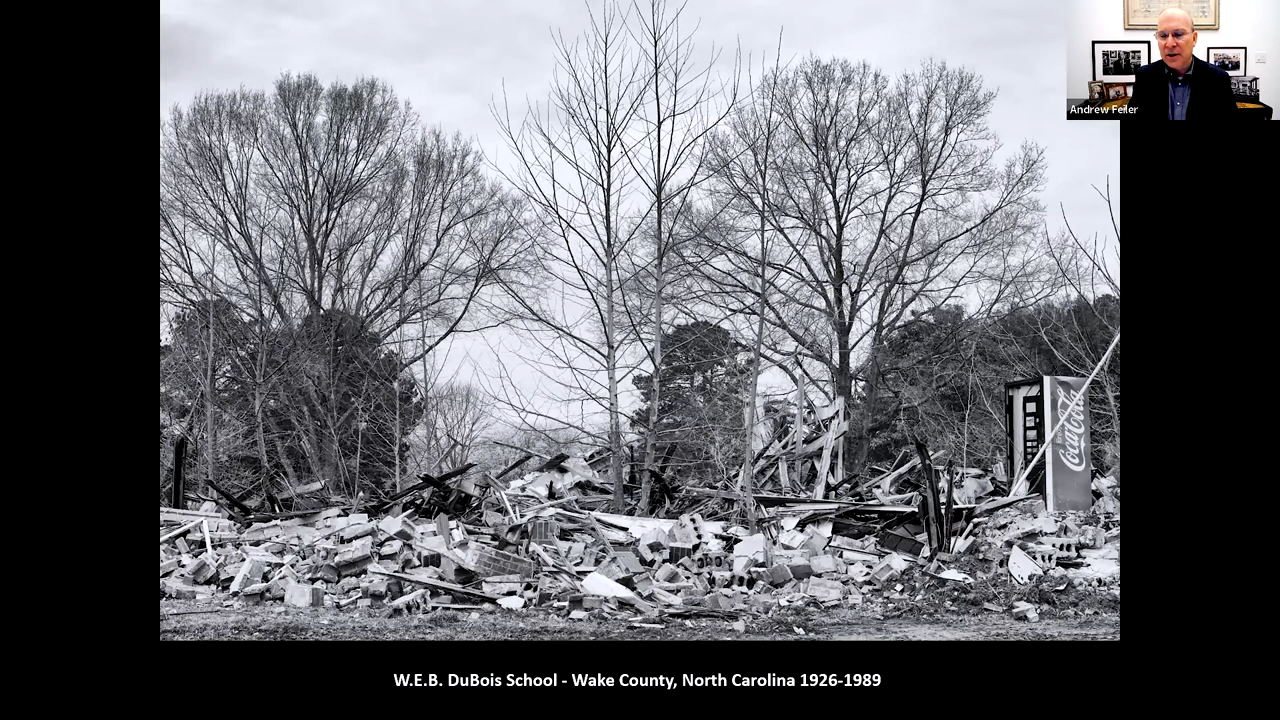 Andrew Feiler
Coca-Cola
W.E.B. DuBois School - Wake County, North Carolina 1926-1989